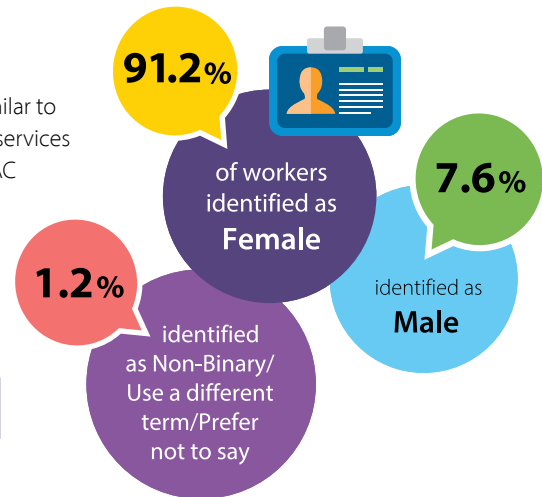 91.2%
of workers
identified as
Female
services
7.6%
identified as
Male
1.2%
identified
as Non-Binary/
Use a different
term/Prefer
not to say